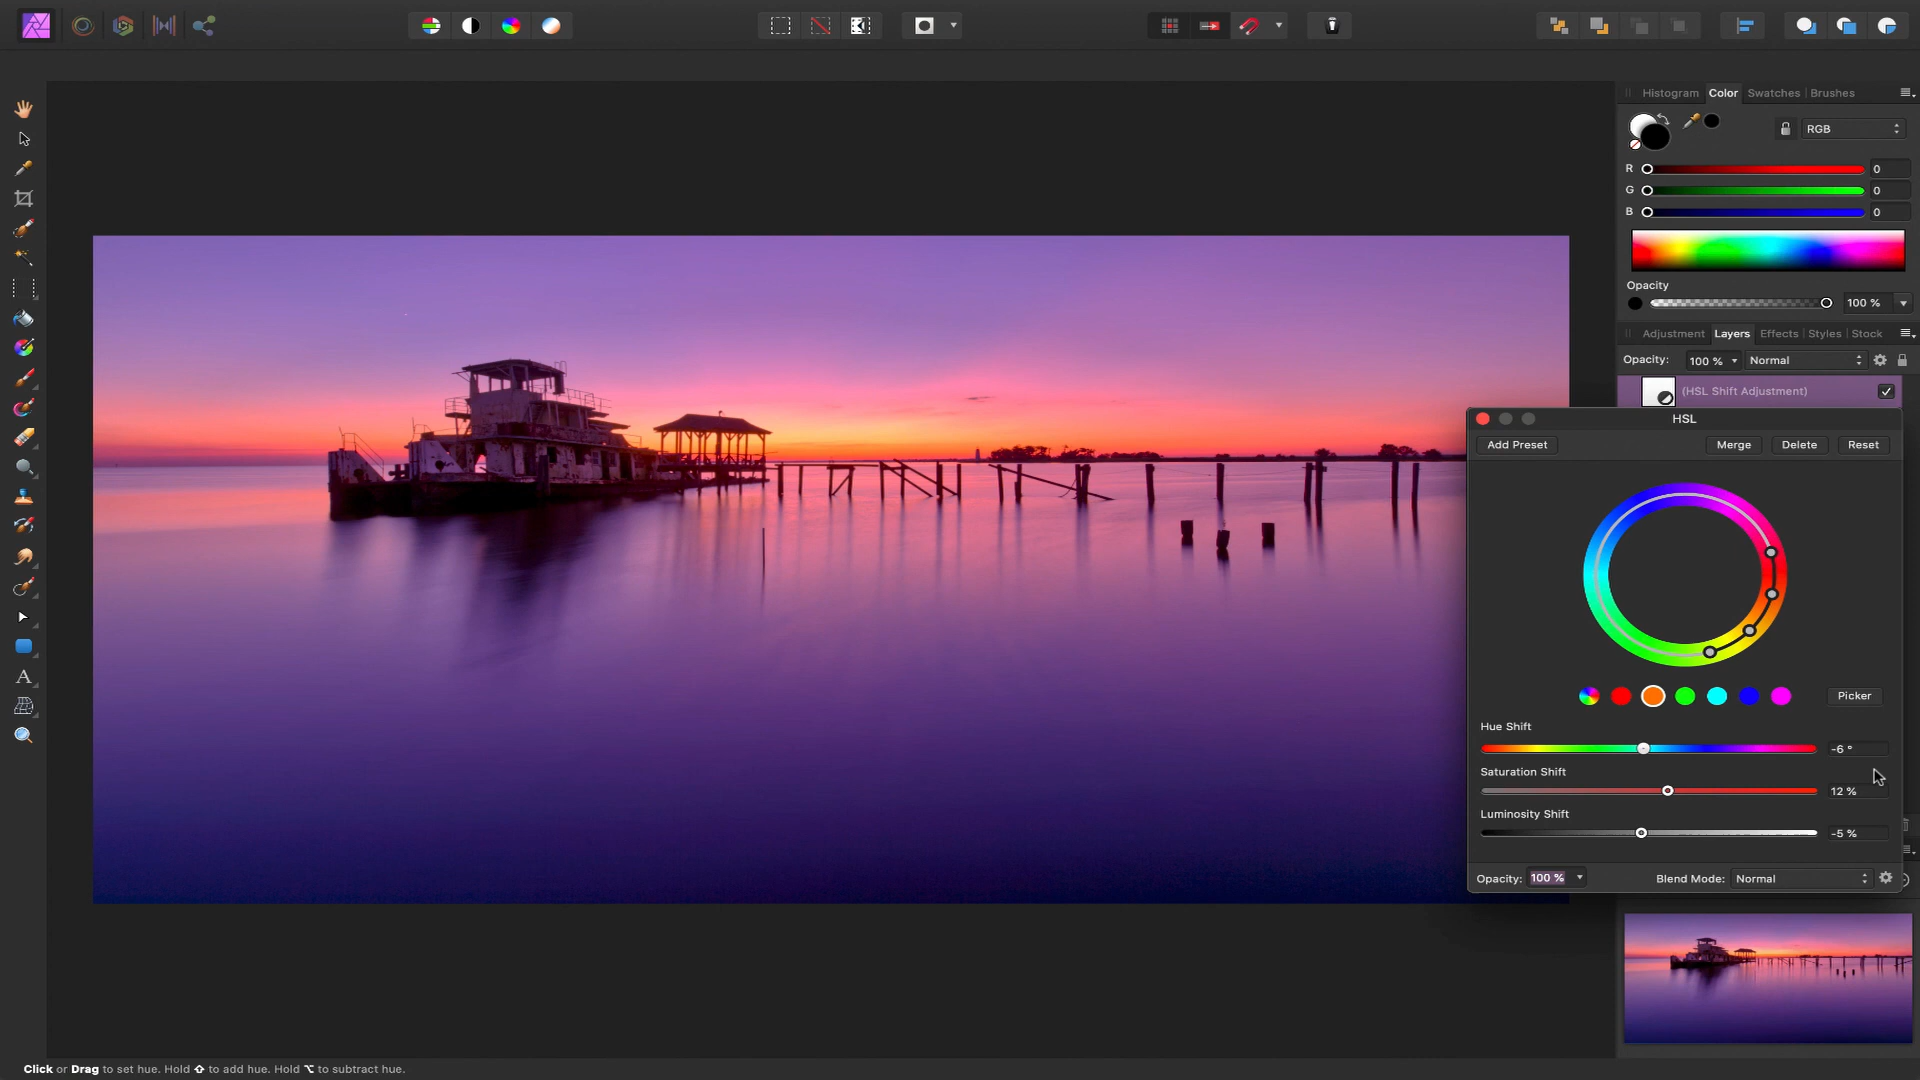 Histogram Color Swatches Brushes
RGB
R 0
G 0
B 0
Opacity
100 %
Adjustment Layers Effects Styles Stock
Opacity: 100 % Normal
(HSL Shift Adjustment)
HSL
Add Preset Merge Delete Reset
Picker
Hue Shift
-6 °
Saturation Shift
12 %
Luminosity Shift
-5 %
Opacity: 100 % Blend Mode: Normal
A
Click or Drag to set hue. Hold ⇧ to add hue. Hold ⌥ to subtract hue.